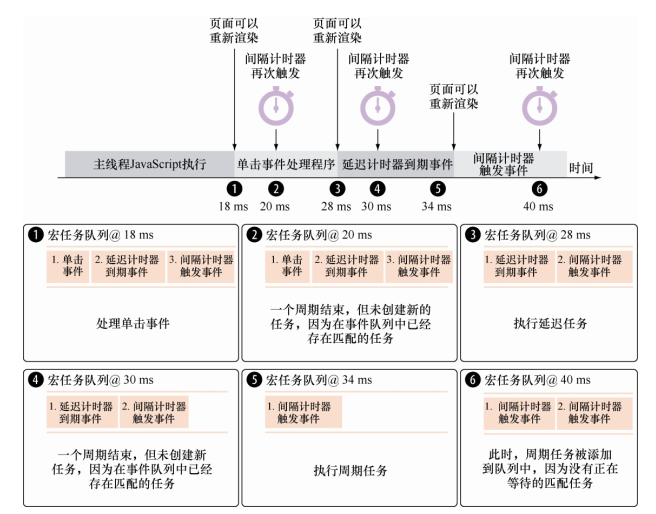 页面可以
重新渲染
页面可以
重新渲染
间隔计时器
再次触发
间隔计时器
再次触发
页面可以
重新渲染
间隔计时器
再次触发
主线程JavaScript执行
单击事件处理程序
延迟计时器到期事件
间隔计时器
触发事件
时间
1
2
3
4
5
6
18 ms
20 ms
28 ms
30 ms
34 ms
40 ms
1 宏任务队列@ 18 ms
1. 单击
事件
2. 延迟计时器
到期事件
3. 间隔计时器
触发事件
处理单击事件
2 宏任务队列@ 20 ms
1. 单击
事件
2. 延迟计时器
到期事件
3. 间隔计时器
触发事件
一个周期结束，但未创建新的
任务，因为在事件队列中已经
存在匹配的任务
3 宏任务队列@ 28 ms
1. 延迟计时器
到期事件
2. 间隔计时器
触发事件
执行延迟任务
4 宏任务队列@ 30 ms
1. 延迟计时器
到期事件
2. 间隔计时器
触发事件
一个周期结束，但未创建新
任务，因为在事件队列中已经
存在匹配的任务
5 宏任务队列@ 34 ms
1. 间隔计时器
触发事件
执行周期任务
6 宏任务队列@ 40 ms
1. 间隔计时器
触发事件
2. 间隔计时器
触发事件
此时，周期任务被添加
到队列中，因为没有正在
等待的匹配任务